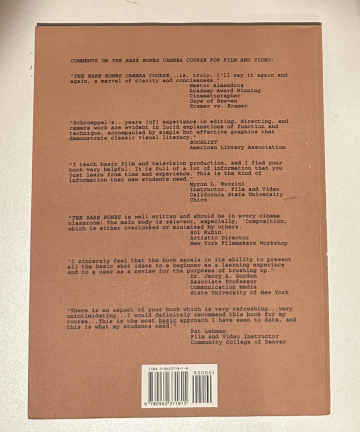 COMMENTS ON THE BARE BONES CAMERA COURSE FOR FILM AND VIDEO:
"THE BARE BONES CAMERA COURSE...is, truly, I'll say it again and
again, a marvel of clarity and conciseness."
Nestor Almendros
Academy Award Winning
Cinematographer
Days of Heaven
Kramer vs. Kramer
"Schroeppel's...years [of] experience in editing, directing, and
camera work are evident in lucid explanations of function and
technique, accompanied by simple but effective graphics that
demonstrate classic visual literacy."
BOOKLIST
American Library Association
"I teach basic film and television production, and I find your
book very helpful. It is full of a lot of information that you
just learn from time and experience. This is the kind of
information that new students need."
Instructor, Film and Video
California State University
Chico
"THE BARE BONES is well written and should be in every cinema
classroom. The main body is relevant, especially, 'Composition,'
which is either overlooked or minimized by others.
Artistic Director
New York Filmmakers Workshop
"I sincerely feel that the book excels in its ability to present
all the basic shot ideas to a beginner as a learning experience
and to a user as a review for the purposes of brushing up."
Dr. Jerry A. Gordon
Associate Professor
Communication Media
State University of New York
"There is an aspect of your book which is very refreshing...very
unintimidating...I would definitely recommend this book for my
course...This is the most basic approach I have seen to date, and
this is what my students need."
Pat Lehman
Film and Video Instructor
Community College of Denver